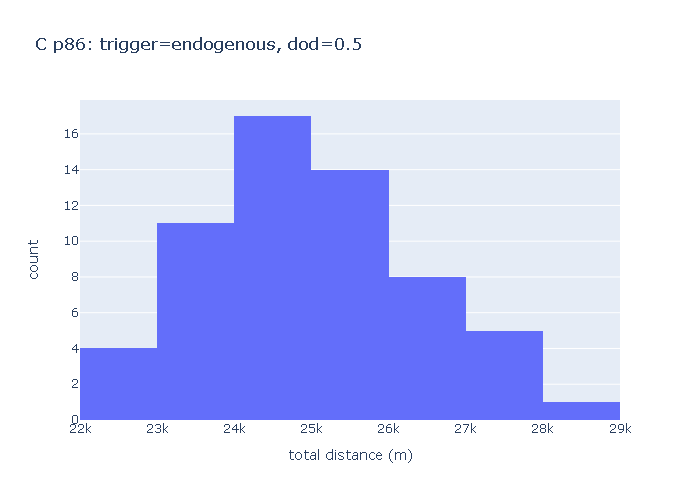 C p86: trigger=endogenous, dod=0.5
count
16
14
12
10
8
6
4
2
0
22k 23k 24k 25k 26k 27k 28k 29k
total distance (m)